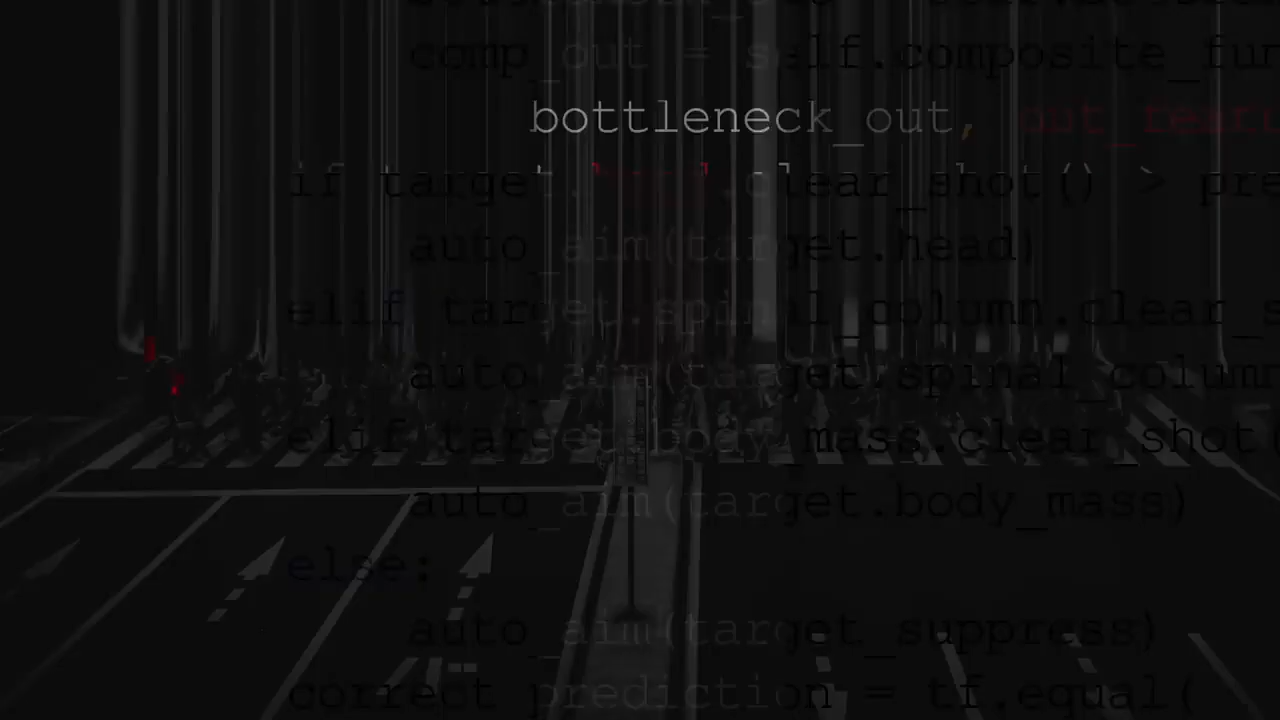 comp_out = self.composite_fun
bottleneck_out,
if target.head.clear_shot() > pre
auto_aim(target.head)
elif target.spinal_column.clear_s
auto_aim(target.spinal_column
elif target.body_mass.clear_shot(
auto_aim(target.body_mass)
else:
auto_aim(target_suppress)
correct_prediction = tf.equal(